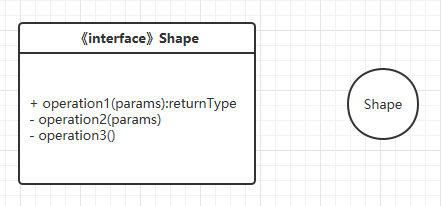 《interface》Shape
+ operation1(params):returnType
- operation2(params)
- operation3()
Shape